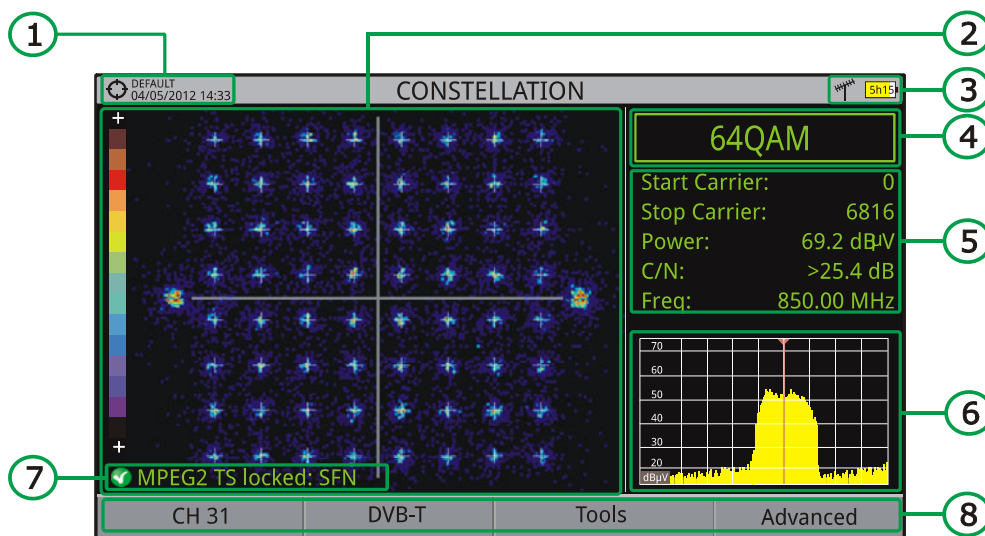 1
2
DEFAULT
04/05/2012 14:33
CONSTELLATION
5h15
3
+
64QAM
4
Start Carrier: 0
Stop Carrier: 6816
Power: 69.2 dBµV
5
C/N: >25.4 dB
Freq: 850.00 MHz
70
60
50
40
30
20
dBµV
6
+
7
MPEG2 TS locked: SFN
CH 31
DVB-T
Tools
Advanced
8